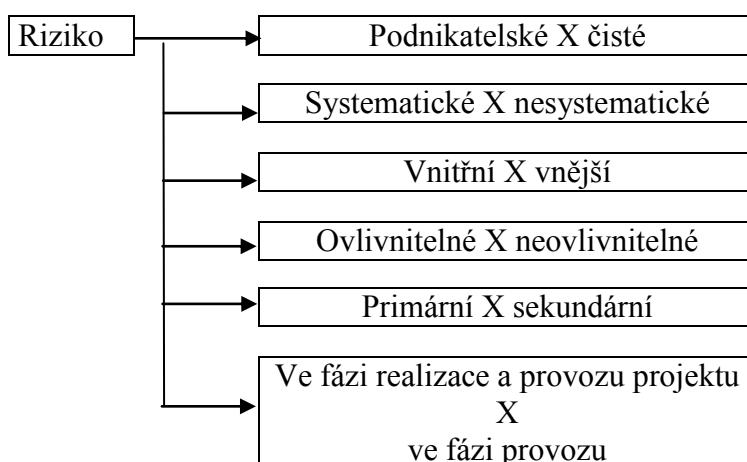 Riziko
Podnikatelské X čisté
Systematické X nesystematické
Vnitřní X vnější
Ovlivnitelné X neovlivnitelné
Primární X sekundární
Ve fázi realizace a provozu projektu
X
ve fázi provozu